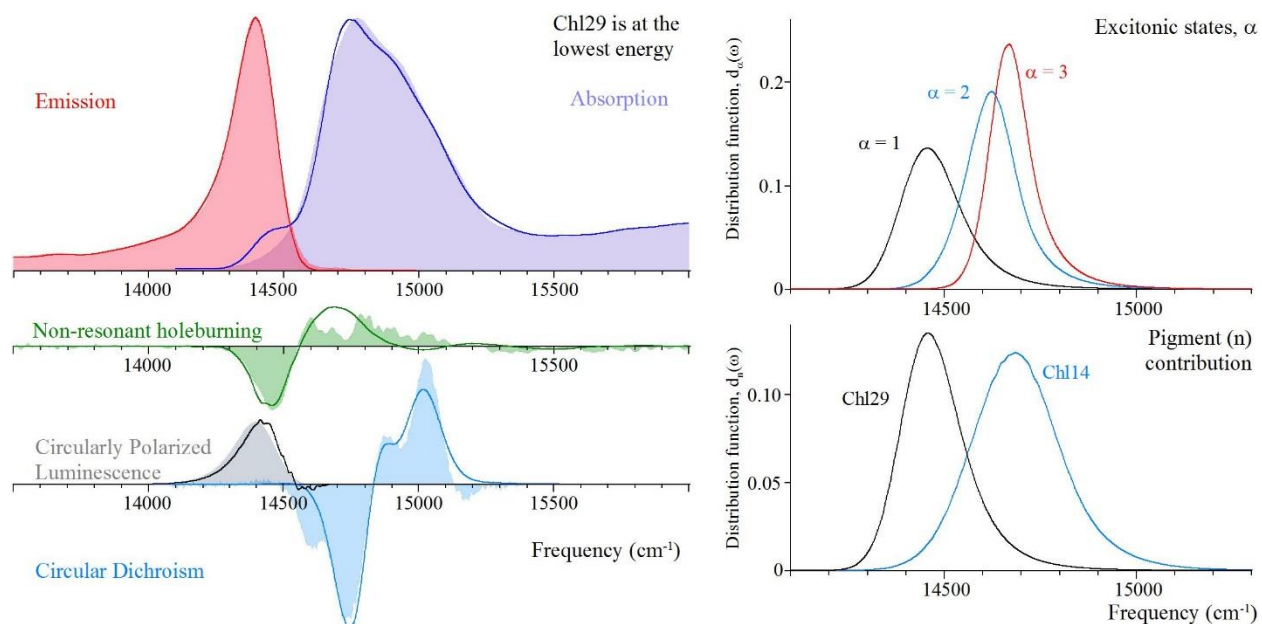 Chl29 is at the
lowest energy
Emission
Absorption
14000
14500
15000
15500
Non-resonant holeburning
14000
15500
Circularly Polarized
Luminescence
14000
14500
15000
15500
Circular Dichroism
Frequency (cm⁻¹)
Distribution function, dα(ω)
Excitonic states, α
0.2
0.1
0
α = 1
α = 2
α = 3
14500
15000
Distribution function, dn(ω)
Pigment (n)
contribution
0.10
0.05
0
Chl29
Chl14
14500
15000
Frequency (cm⁻¹)